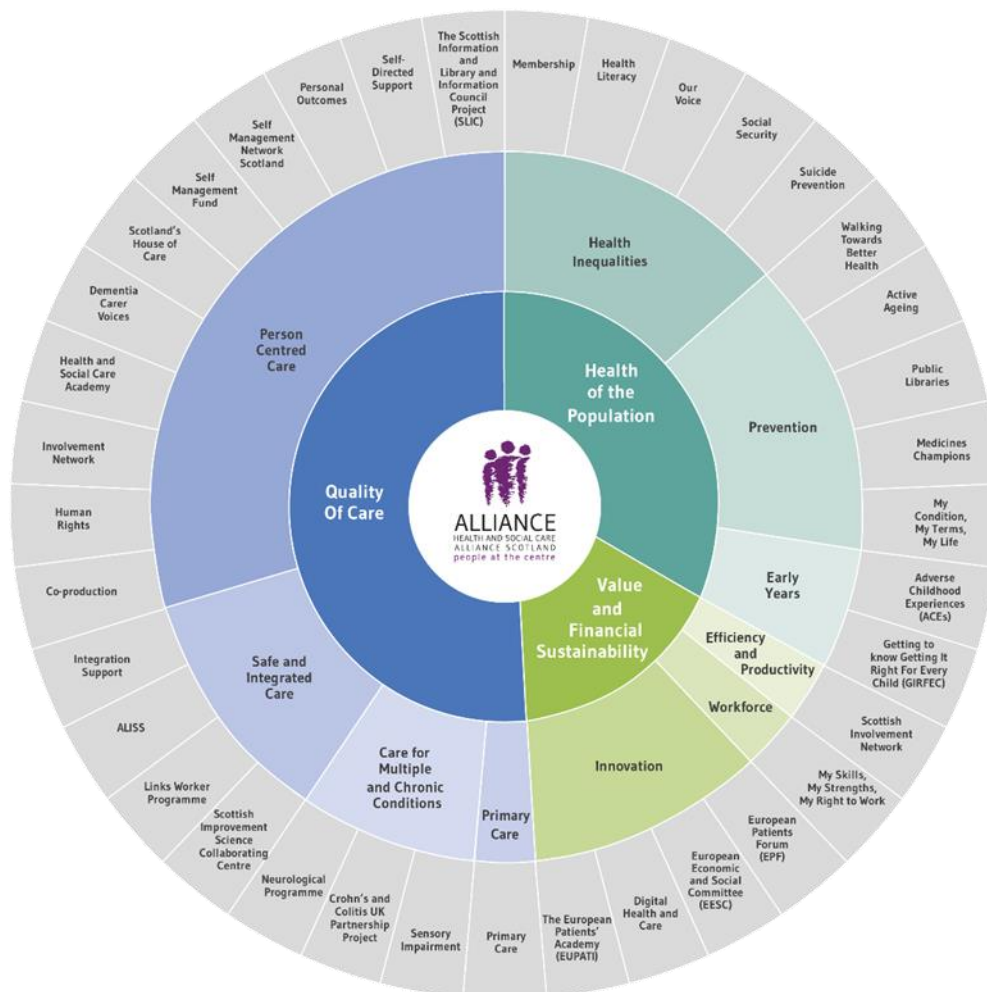 The Scottish
Information
and
Library and
Information
Council
Project
(SLIC)
Membership
Health
Literacy
Our
Voice
Social
Security
Suicide
Prevention
Walking
Towards
Better
Health
Active
Ageing
Public
Libraries
Medicines
Champions
My
Condition,
My Terms,
My Life
Adverse
Childhood
Experiences
(ACEs)
Getting to
know Getting It
Right For Every
Child (GIRFEC)
Scottish
Involvement
Network
My Skills,
My Strengths,
My Right to Work
European
Patients
Forum
(EPF)
European
Economic
and Social
Committee
(EESC)
Digital
Health and
Care
The European
Patients'
Academy
(EUPATI)
Primary
Care
Sensory
Impairment
Crohn's and
Colitis UK
Partnership
Project
Neurological
Programme
Scottish
Improvement
Science
Collaborating
Centre
Links Worker
Programme
ALISS
Integration
Support
Co-production
Human
Rights
Involvement
Network
Health and
Social Care
Academy
Dementia
Carer
Voices
Scotland's
House of
Care
Self
Management
Fund
Self
Management
Network
Scotland
Personal
Outcomes
Self-
Directed
Support
Health
Inequalities
Prevention
Early
Years
Efficiency
and
Productivity
Workforce
Innovation
Primary
Care
Care for
Multiple
and Chronic
Conditions
Safe and
Integrated
Care
Person
Centred
Care
Health
of the
Population
Value
and
Financial
Sustainability
Quality
Of Care
ALLIANCE
HEALTH AND SOCIAL CARE
ALLIANCE SCOTLAND
people at the centre